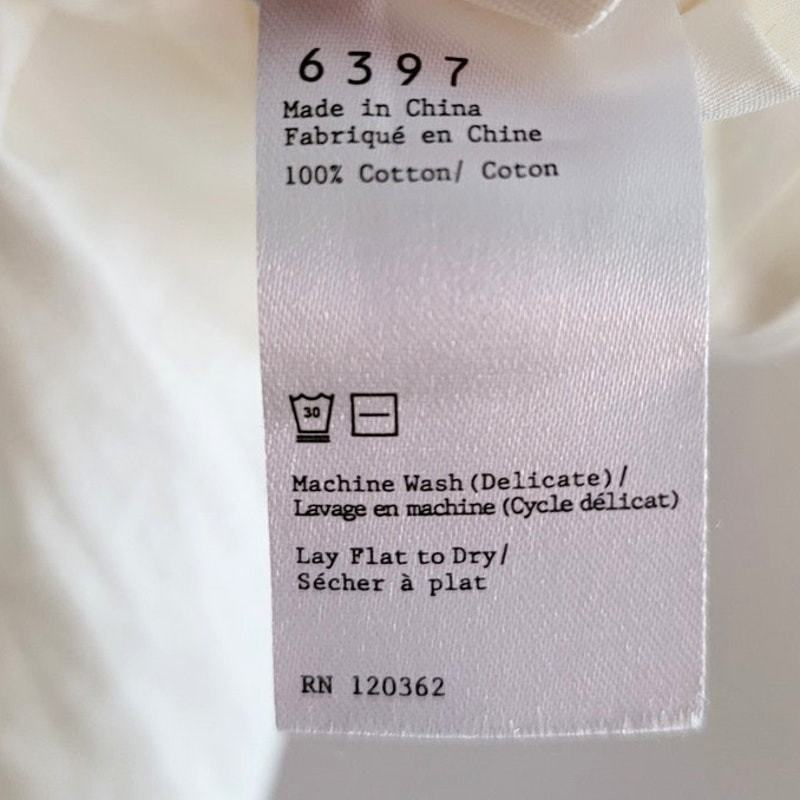 6397
Made in China
Fabriqué en Chine
100% Cotton/ Coton
30
Machine Wash (Delicate)/
Lavage en machine (Cycle délicat)
Lay Flat to Dry/
Sécher à plat
RN 120362